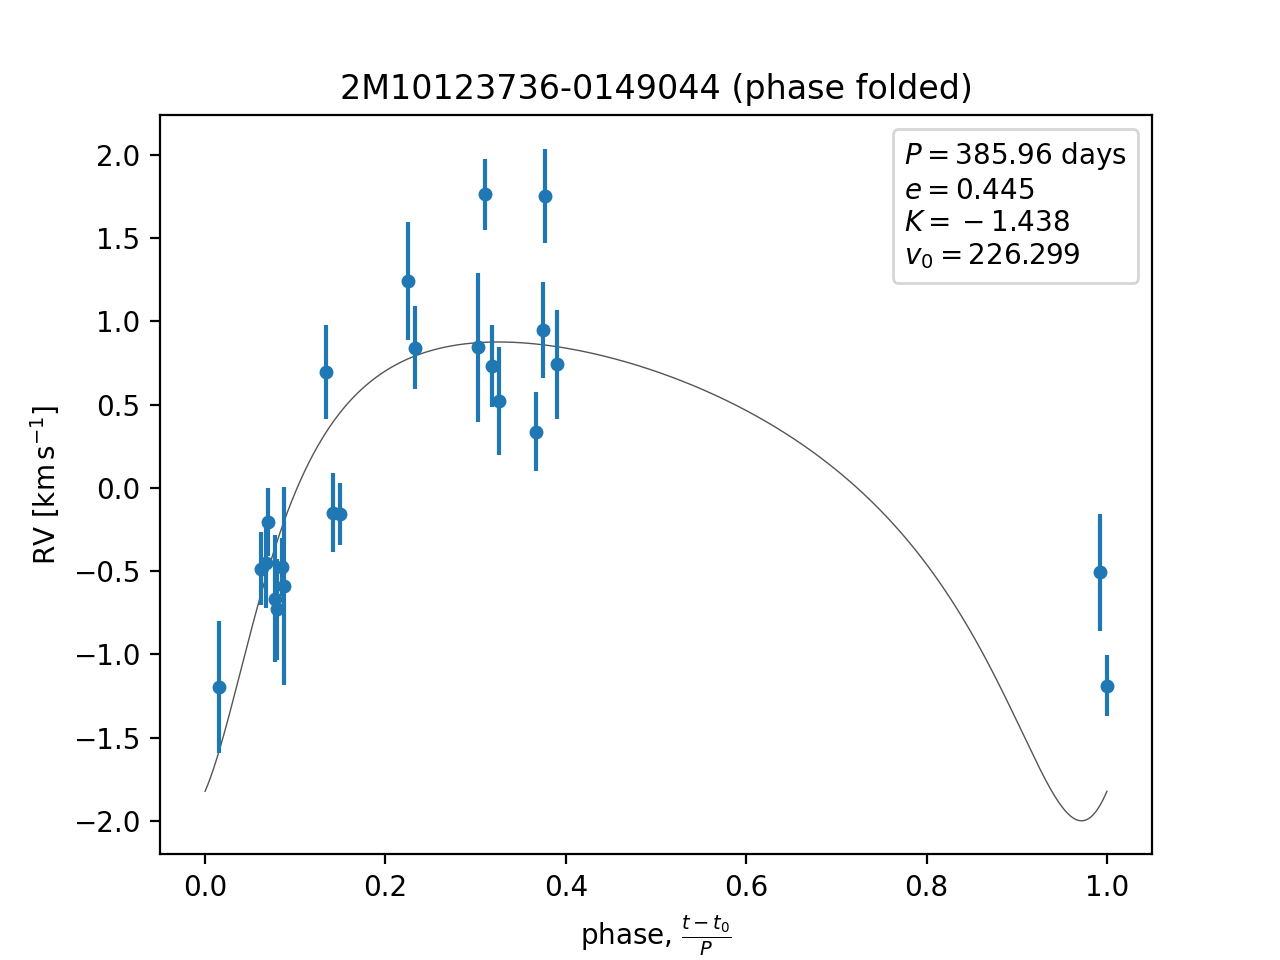 2M10123736-0149044 (phase folded)
P = 385.96 days
e = 0.445
K = −1.438
v₀ = 226.299
RV [km s⁻¹]
2.0
1.5
1.0
0.5
0.0
−0.5
−1.0
−1.5
−2.0
0.0 0.2 0.4 0.6 0.8 1.0
phase, (t − t₀)/P